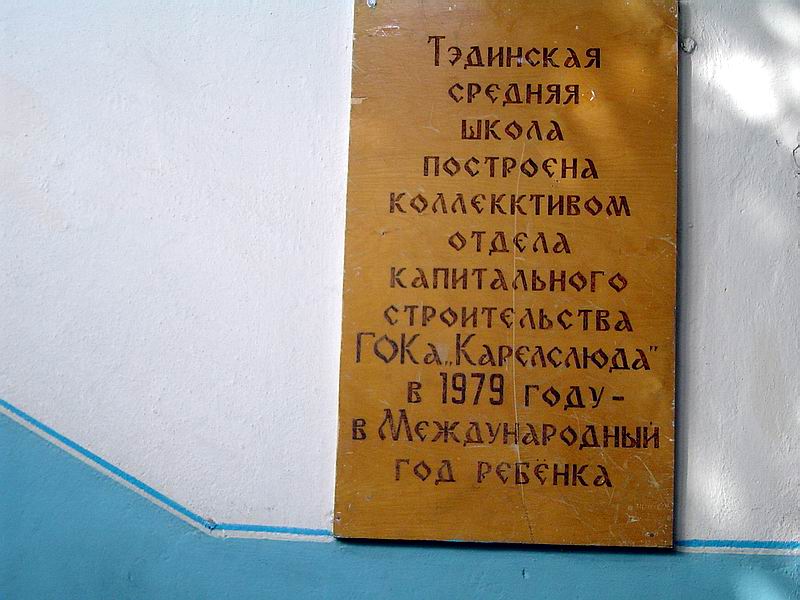 Тэдинская
средняя
школа
построена
коллекктивом
отдела
капитального
строительства
ГОКа „Карелслюда"
в 1979 году-
в Международный
год ребёнка